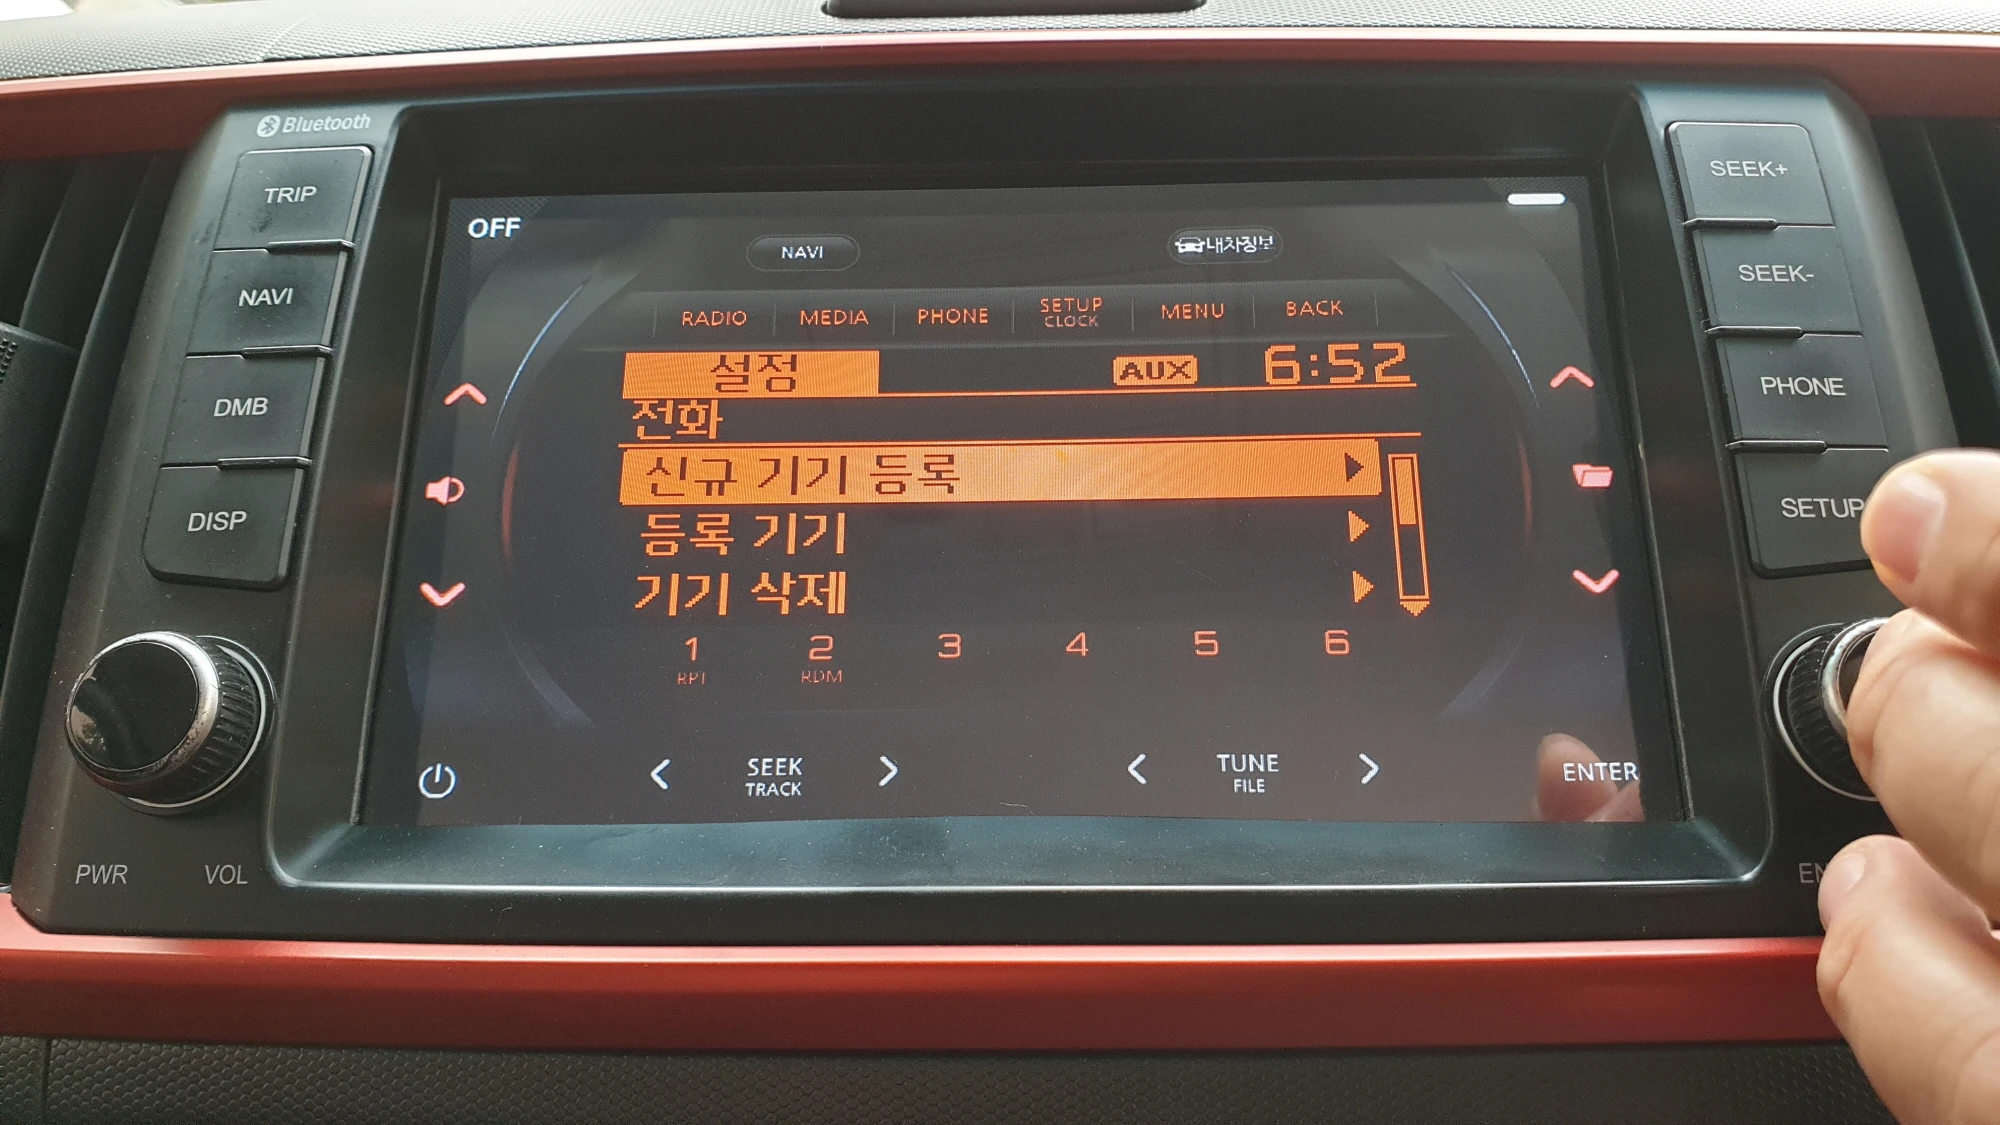 Bluetooth
TRIP
NAVI
DMB
DISP
PWR VOL
OFF
NAVI
내차정보
RADIO MEDIA PHONE SETUP CLOCK MENU BACK
설정 AUX 6:52
전화
신규 기기 등록
등록 기기
기기 삭제
1 2 3 4 5 6
RPT RDM
SEEK TRACK
TUNE FILE
ENTER
SEEK+
SEEK-
PHONE
SETUP